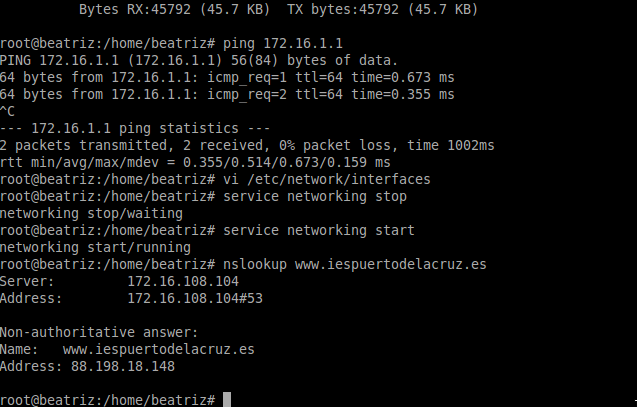 Bytes RX:45792 (45.7 KB)  TX bytes:45792 (45.7 KB)
root@beatriz:/home/beatriz# ping 172.16.1.1
PING 172.16.1.1 (172.16.1.1) 56(84) bytes of data.
64 bytes from 172.16.1.1: icmp_req=1 ttl=64 time=0.673 ms
64 bytes from 172.16.1.1: icmp_req=2 ttl=64 time=0.355 ms
^C
--- 172.16.1.1 ping statistics ---
2 packets transmitted, 2 received, 0% packet loss, time 1002ms
rtt min/avg/max/mdev = 0.355/0.514/0.673/0.159 ms
root@beatriz:/home/beatriz# vi /etc/network/interfaces
root@beatriz:/home/beatriz# service networking stop
networking stop/waiting
root@beatriz:/home/beatriz# service networking start
networking start/running
root@beatriz:/home/beatriz# nslookup www.iespuertodelacruz.es
Server:         172.16.108.104
Address:        172.16.108.104#53
Non-authoritative answer:
Name:   www.iespuertodelacruz.es
Address: 88.198.18.148
root@beatriz:/home/beatriz#